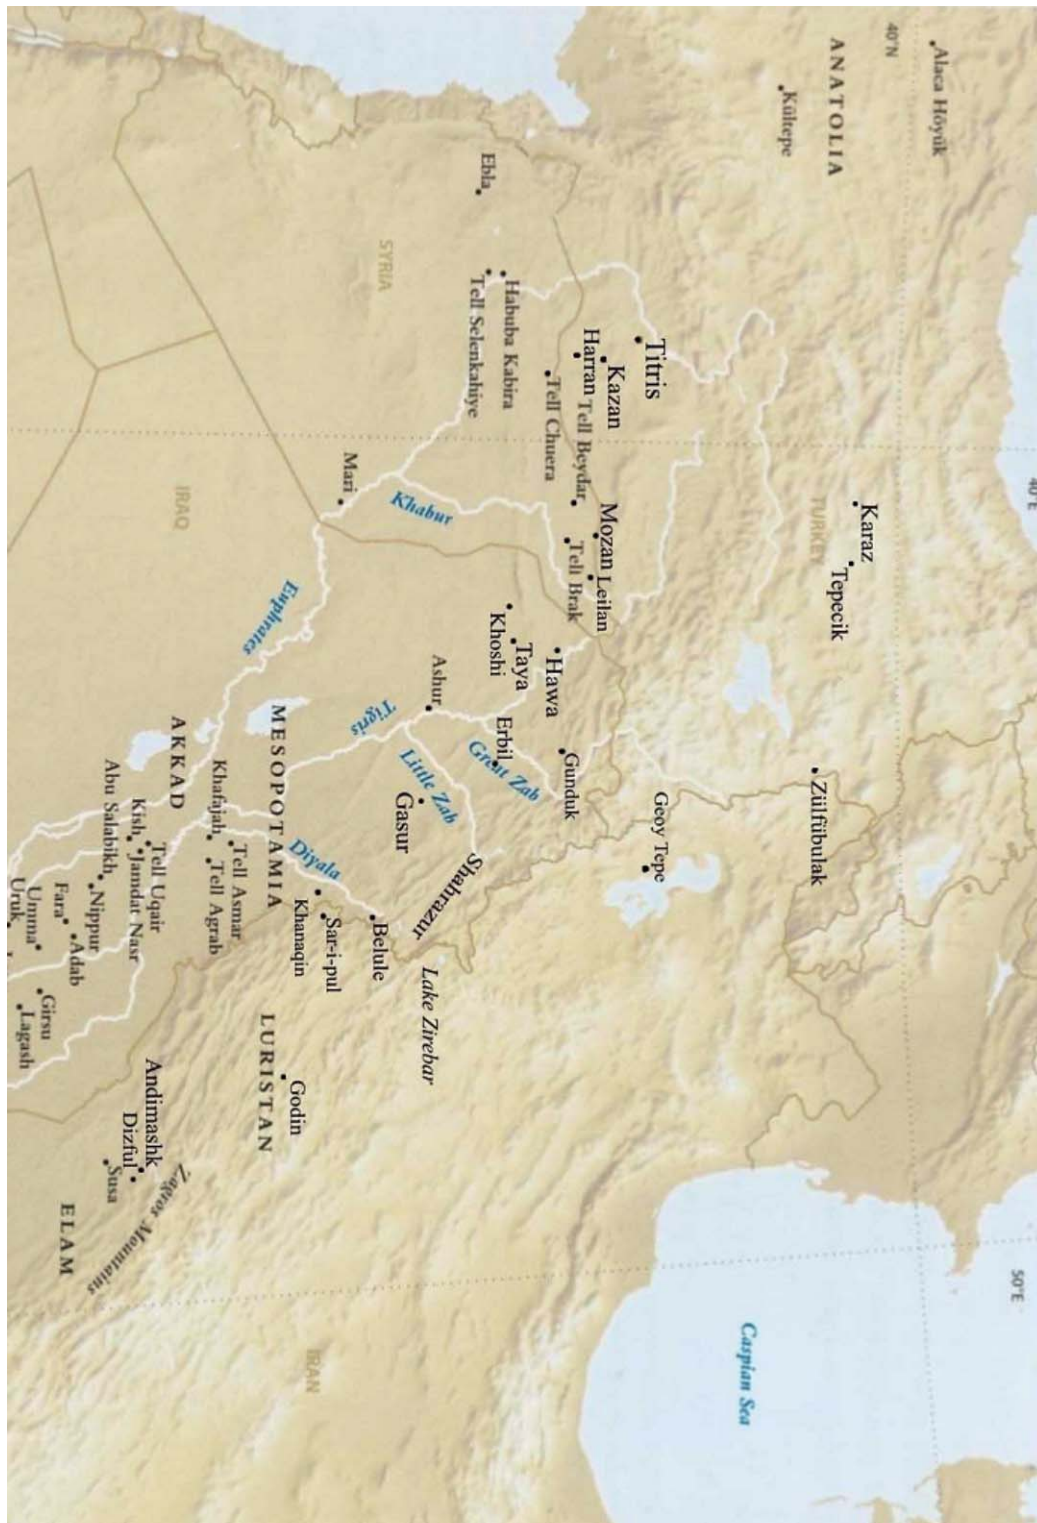 40°N
Alaca Höyük
ANATOLIA
Kültepe
40°E
50°E
Ebla
SYRIA
Habuba Kabira
Tell Selenkahiye
Titris
Kazan
Harran
Tell Chuera
Tell Beydar
Mozan
Leilan
Tell Brak
Karaz
Tepecik
TURKEY
Zülfübulak
Mari
Khabur
IRAQ
Euphrates
Khoshi
Taya
Hawa
Ashur
Tigris
Erbil
Great Zab
Gunduk
Geoy Tepe
Little Zab
Gasur
Shahrazur
MESOPOTAMIA
AKKAD
Khafajah
Tell Asmar
Tell Agrab
Diyala
Khanaqin
Sar-i-pul
Belule
Lake Zirebar
Abu Salabikh
Kish
Tell Uqair
Jamdat Nasr
Nippur
Fara
Adab
Umma
Uruk
Girsu
Lagash
LURISTAN
Godin
Andimashk
Dizful
Susa
Zagros Mountains
ELAM
IRAN
Caspian Sea